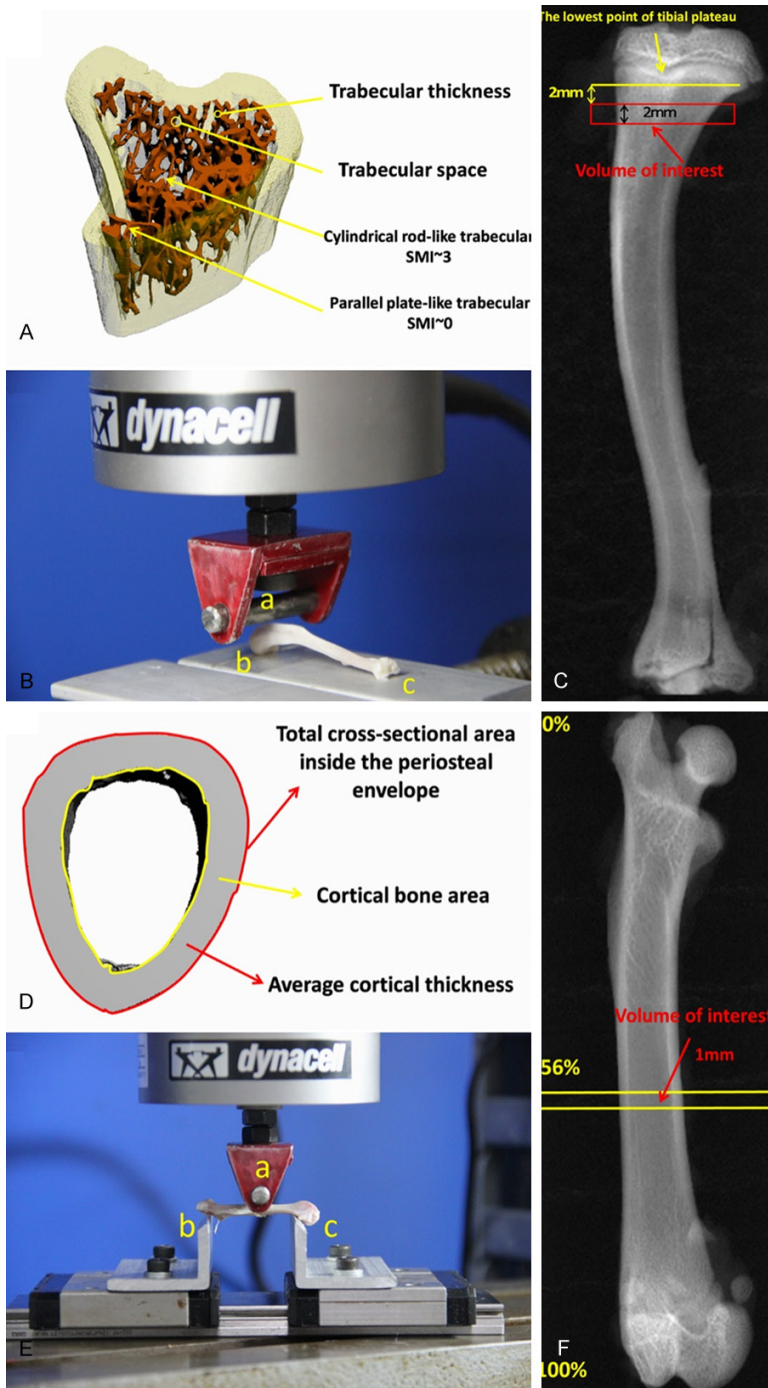 Trabecular thickness
Trabecular space
Cylindrical rod-like trabecular
SMI~3
Parallel plate-like trabecular
SMI~0
A
dynacell
a
b
c
B
The lowest point of tibial plateau
2mm
2mm
Volume of interest
C
Total cross-sectional area
inside the periosteal
envelope
Cortical bone area
Average cortical thickness
D
dynacell
a
b
c
E
0%
Volume of interest
1mm
56%
100%
F